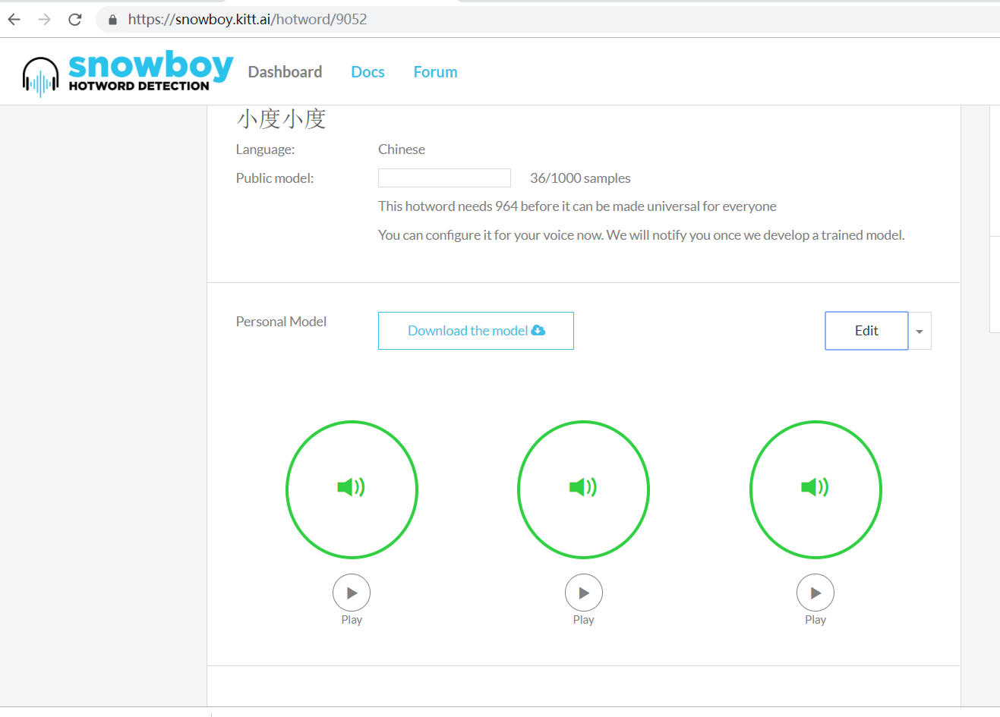 https://snowboy.kitt.ai/hotword/9052
snowboy
HOTWORD DETECTION
Dashboard Docs Forum
小度小度
Language: Chinese
Public model: 36/1000 samples
This hotword needs 964 before it can be made universal for everyone
You can configure it for your voice now. We will notify you once we develop a trained model.
Personal Model Download the model Edit
Play Play Play